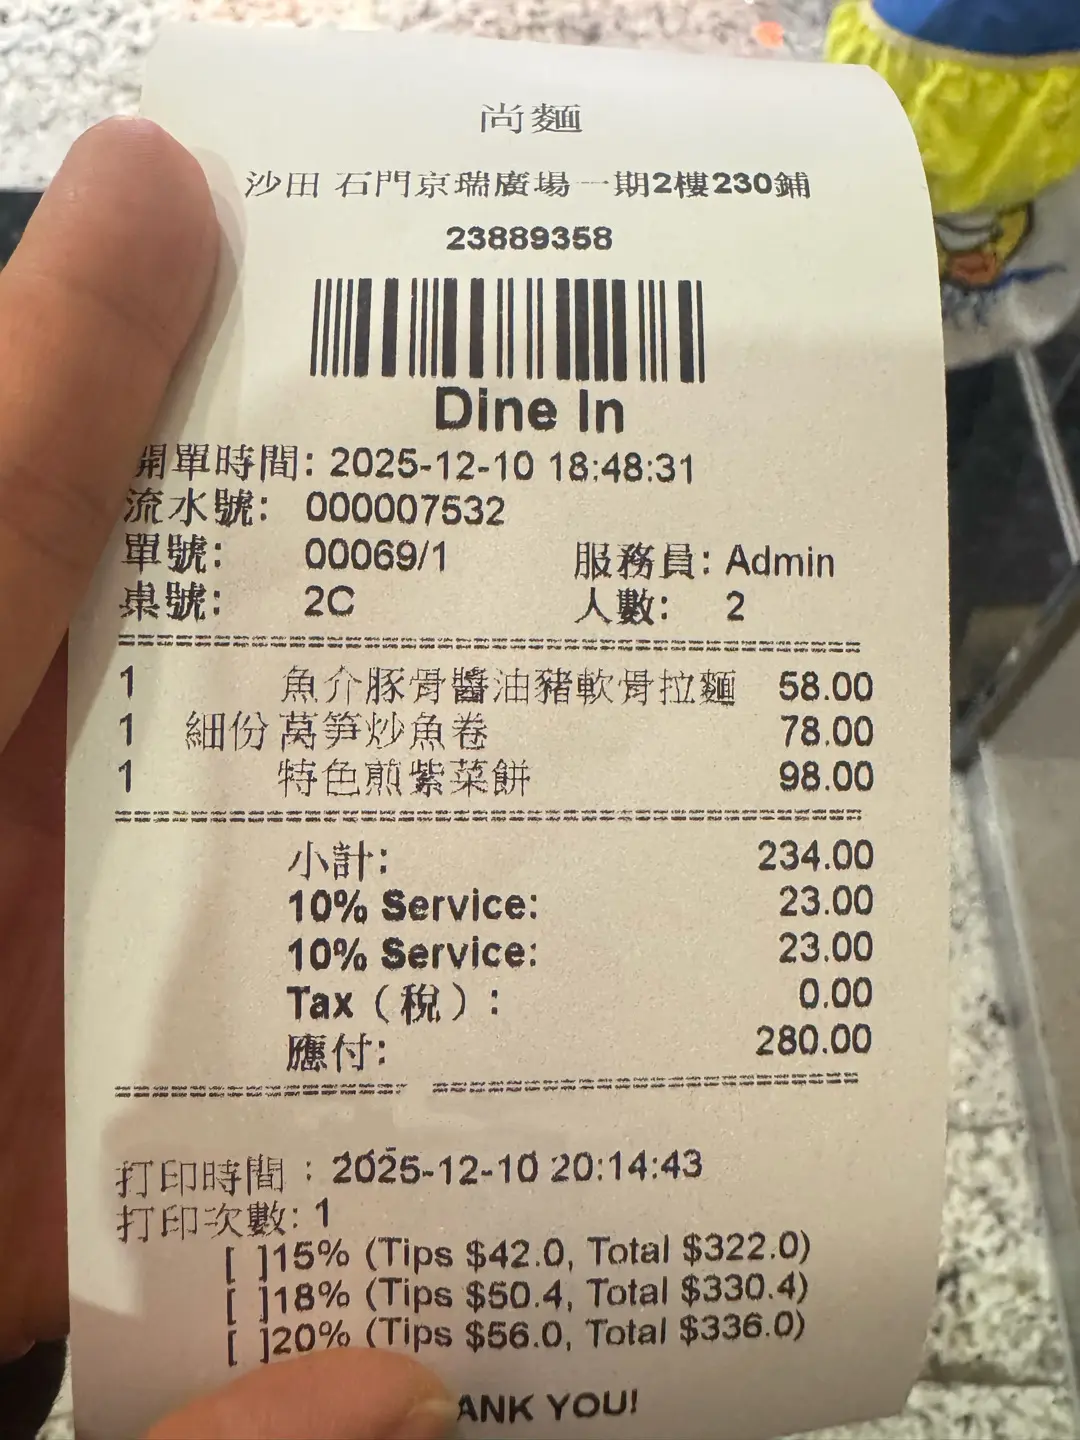 尚麵
沙田 石門京瑞廣場一期2樓230鋪
23889358
Dine In
開單時間: 2025-12-10 18:48:31
流水號: 000007532
單號: 00069/1 服務員: Admin
桌號: 2C 人數: 2
1 魚介豚骨醬油豬軟骨拉麵 58.00
1 細份 萵笋炒魚卷 78.00
1 特色煎紫菜餅 98.00
小計: 234.00
10% Service: 23.00
10% Service: 23.00
Tax (稅): 0.00
應付: 280.00
打印時間 : 2025-12-10 20:14:43
打印次數: 1
[ ]15% (Tips $42.0, Total $322.0)
[ ]18% (Tips $50.4, Total $330.4)
[ ]20% (Tips $56.0, Total $336.0)
ANK YOU!